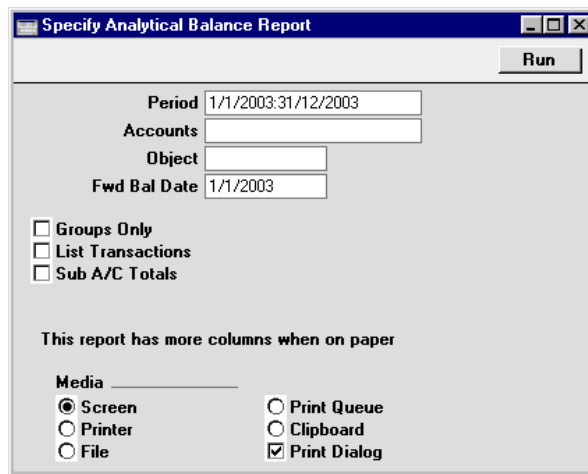 Specify Analytical Balance Report
Run
Period 1/1/2003:31/12/2003
Accounts
Object
Fwd Bal Date 1/1/2003
Groups Only
List Transactions
Sub A/C Totals
This report has more columns when on paper
Media
Screen Print Queue
Printer Clipboard
File Print Dialog